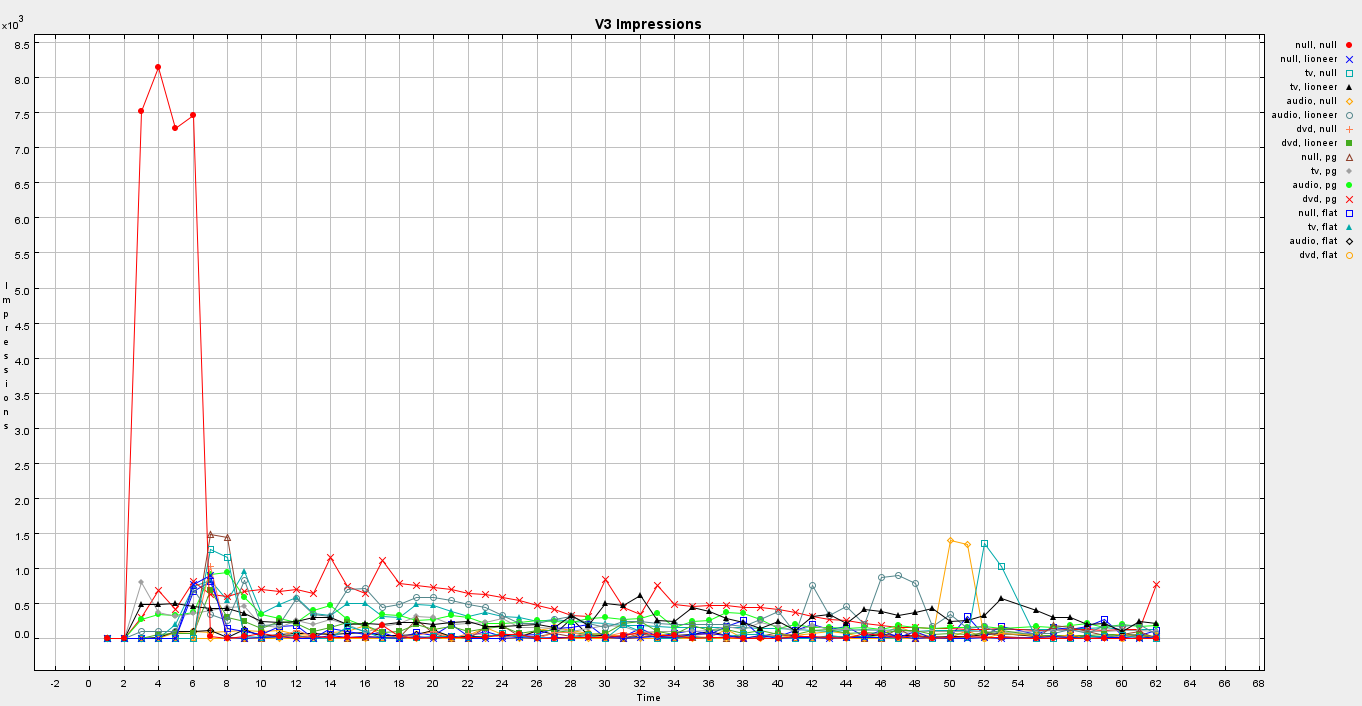 V3 Impressions
x10³
8.5
8.0
7.5
7.0
6.5
6.0
5.5
5.0
4.5
4.0
3.5
3.0
2.5
2.0
1.5
1.0
0.5
0.0
Impressions
-2 0 2 4 6 8 10 12 14 16 18 20 22 24 26 28 30 32 34 36 38 40 42 44 46 48 50 52 54 56 58 60 62 64 66 68
Time
null, null
null, lioneer
tv, null
tv, lioneer
audio, null
audio, lioneer
dvd, null
dvd, lioneer
null, pg
tv, pg
audio, pg
dvd, pg
null, flat
tv, flat
audio, flat
dvd, flat